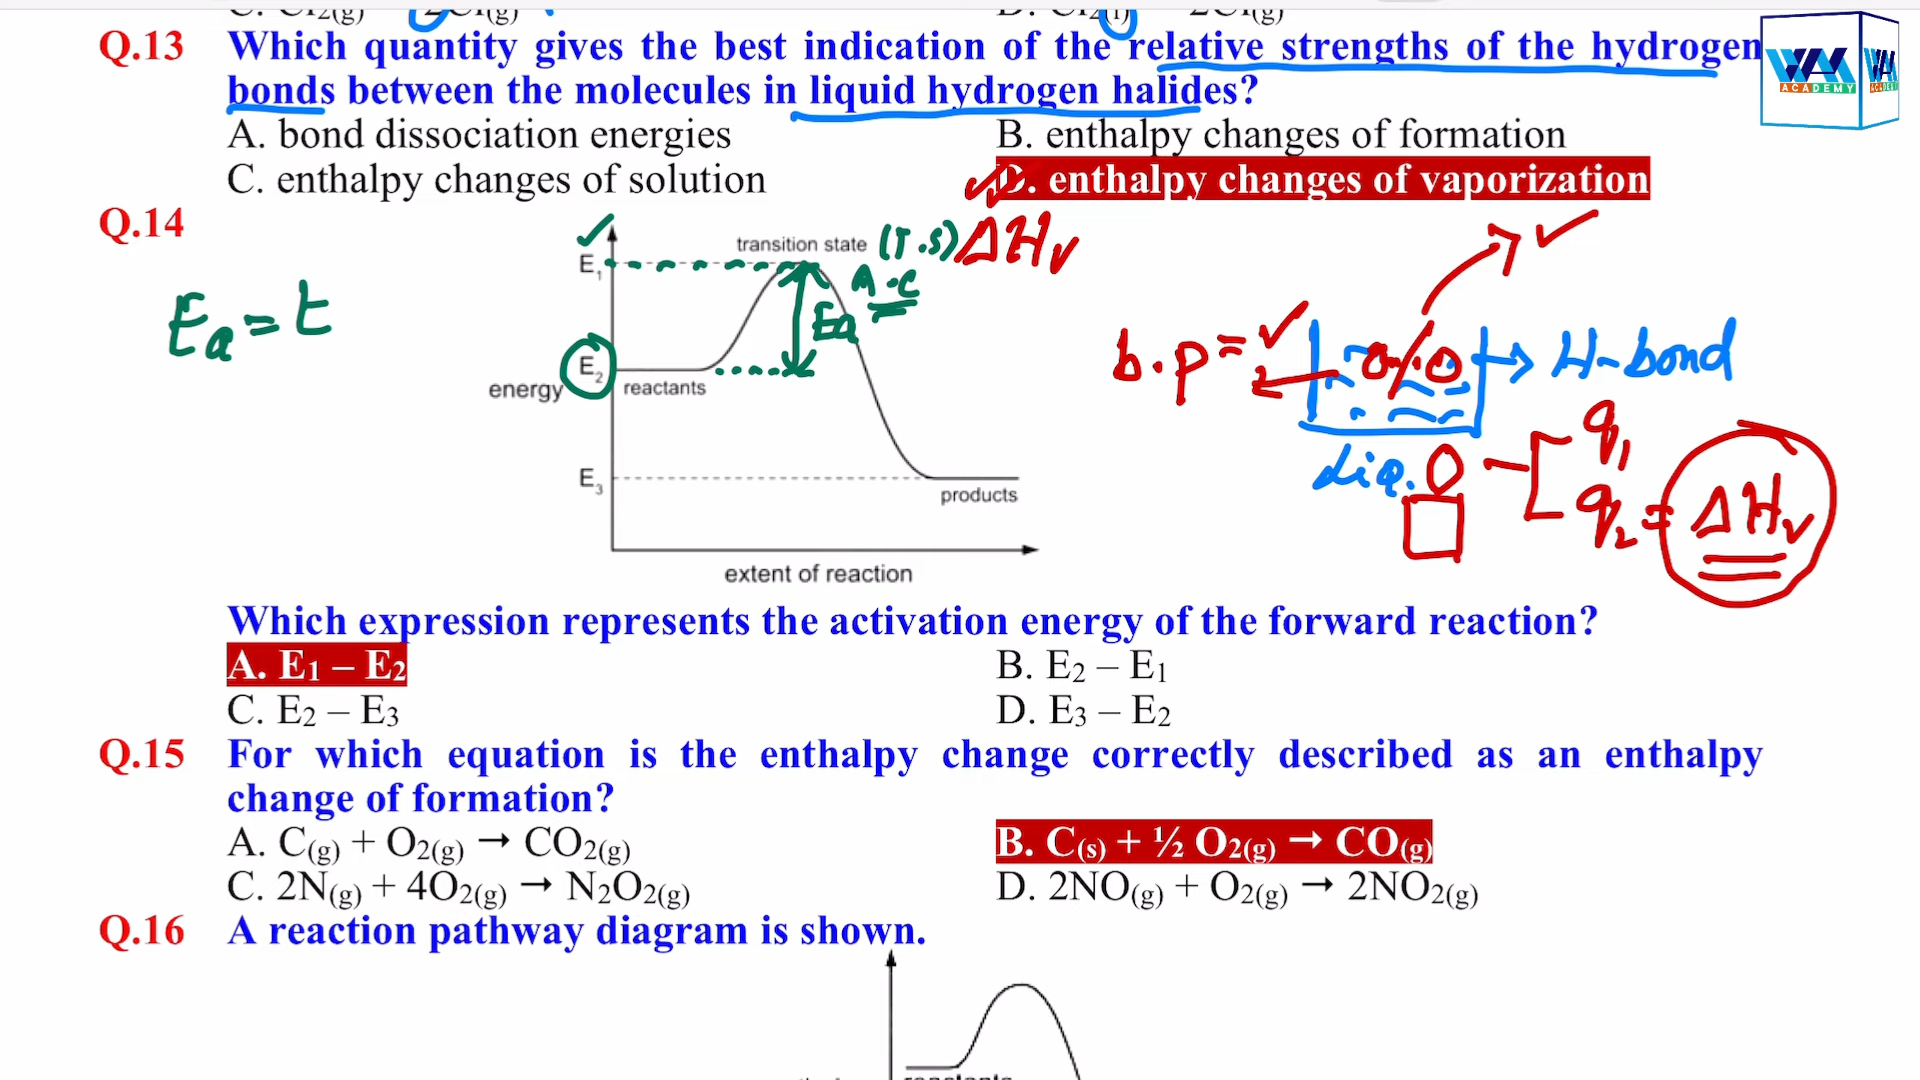 Q.13 Which quantity gives the best indication of the relative strengths of the hydrogen
bonds between the molecules in liquid hydrogen halides?
WM ACADEMY
A. bond dissociation energies B. enthalpy changes of formation
C. enthalpy changes of solution D. enthalpy changes of vaporization
Q.14
transition state (T.S) ΔHv
E1
A.C
Ea = t
Ea
E2
energy
reactants
b.p =
H-bond
E3
products
liq.
q1
q2 = ΔHv
extent of reaction
Which expression represents the activation energy of the forward reaction?
A. E1 – E2 B. E2 – E1
C. E2 – E3 D. E3 – E2
Q.15 For which equation is the enthalpy change correctly described as an enthalpy
change of formation?
A. C(g) + O2(g) → CO2(g) B. C(s) + ½ O2(g) → CO(g)
C. 2N(g) + 4O2(g) → N2O2(g) D. 2NO(g) + O2(g) → 2NO2(g)
Q.16 A reaction pathway diagram is shown.
reactants